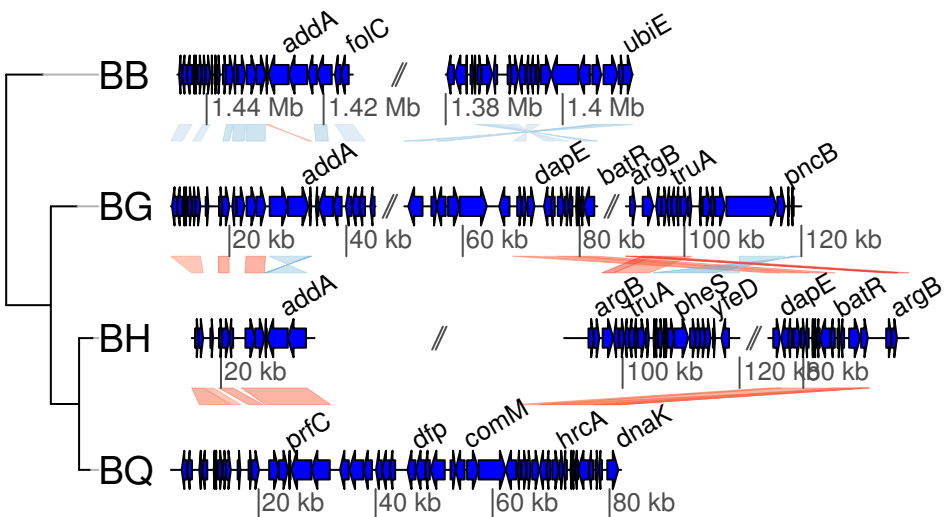 addA folC ubiE
BB
1.44 Mb 1.42 Mb 1.38 Mb 1.4 Mb
addA dapE batR argB truA pncB
BG
20 kb 40 kb 60 kb 80 kb 100 kb 120 kb
addA argB truA pheS yfeD dapE batR argB
BH
20 kb 100 kb 120 kb 80 kb
prfC dfp comM hrcA dnaK
BQ
20 kb 40 kb 60 kb 80 kb